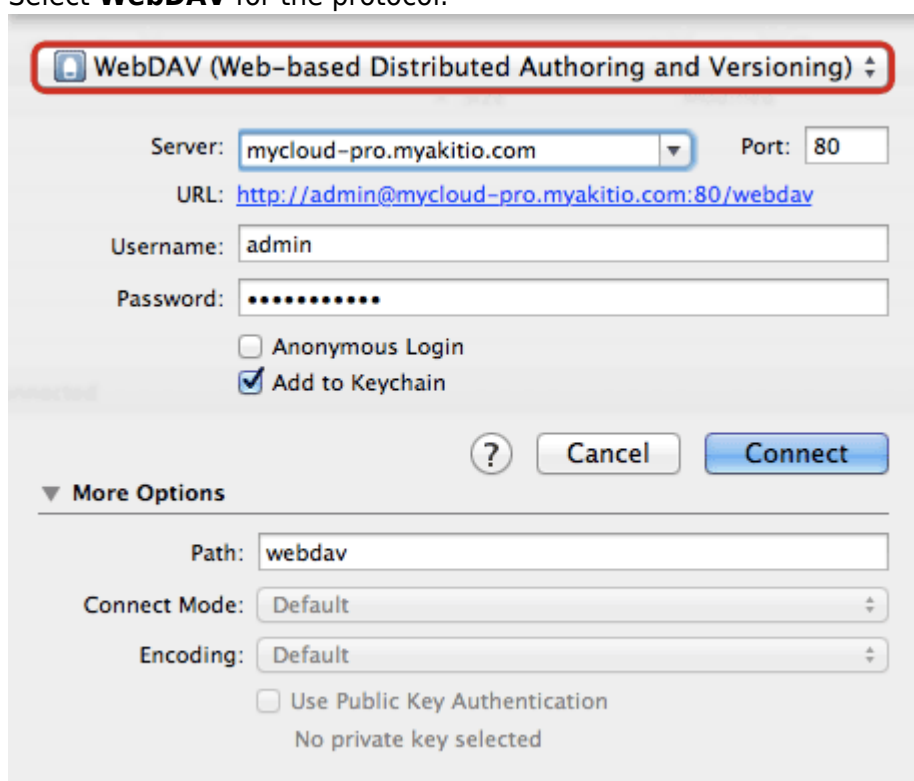 Select WebDAV for the protocol.
WebDAV (Web-based Distributed Authoring and Versioning)
Server: mycloud-pro.myakitio.com Port: 80
URL: http://admin@mycloud-pro.myakitio.com:80/webdav
Username: admin
Password: •••••••••••
Anonymous Login
Add to Keychain
? Cancel Connect
More Options
Path: webdav
Connect Mode: Default
Encoding: Default
Use Public Key Authentication
No private key selected